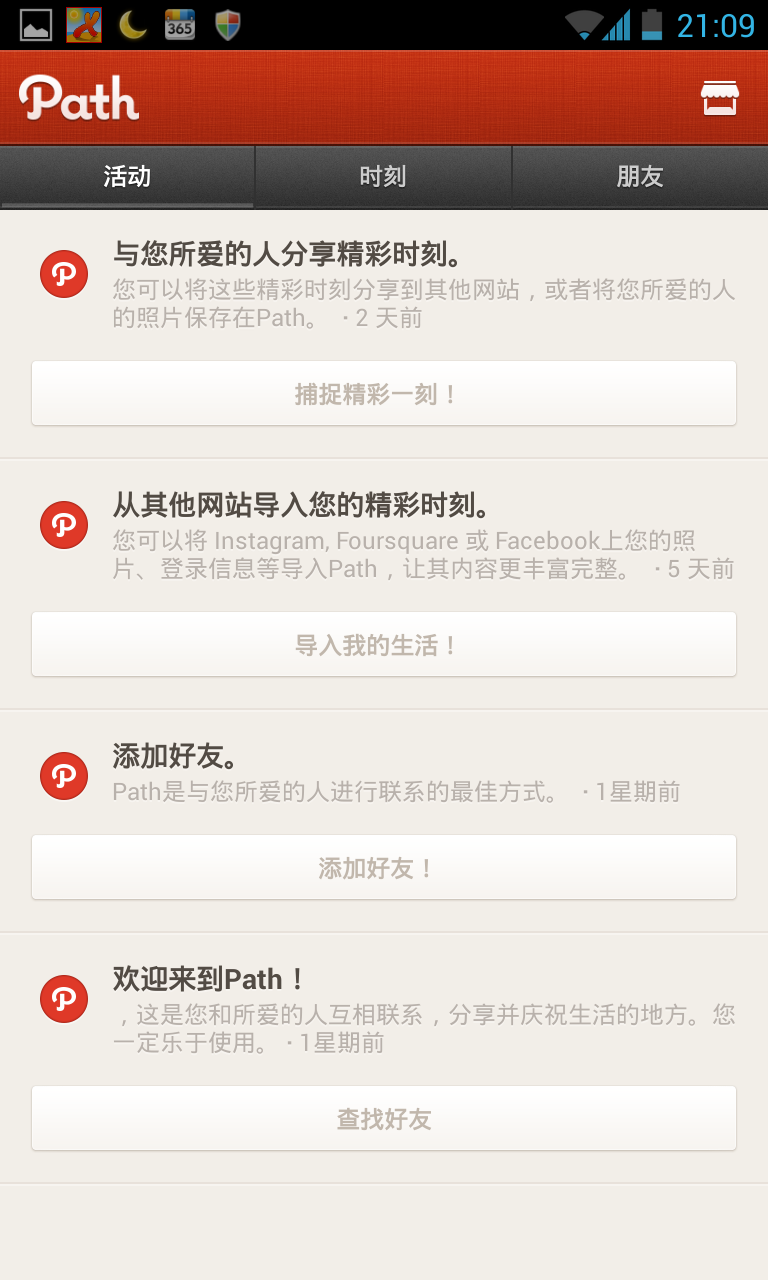 365
21:09
Path
活动
时刻
朋友
与您所爱的人分享精彩时刻。
您可以将这些精彩时刻分享到其他网站，或者将您所爱的人
的照片保存在Path。 · 2 天前
捕捉精彩一刻！
从其他网站导入您的精彩时刻。
您可以将 Instagram, Foursquare 或 Facebook上您的照
片、登录信息等导入Path，让其内容更丰富完整。 · 5 天前
导入我的生活！
添加好友。
Path是与您所爱的人进行联系的最佳方式。 · 1星期前
添加好友！
欢迎来到Path！
，这是您和所爱的人互相联系，分享并庆祝生活的地方。您
一定乐于使用。 · 1星期前
查找好友